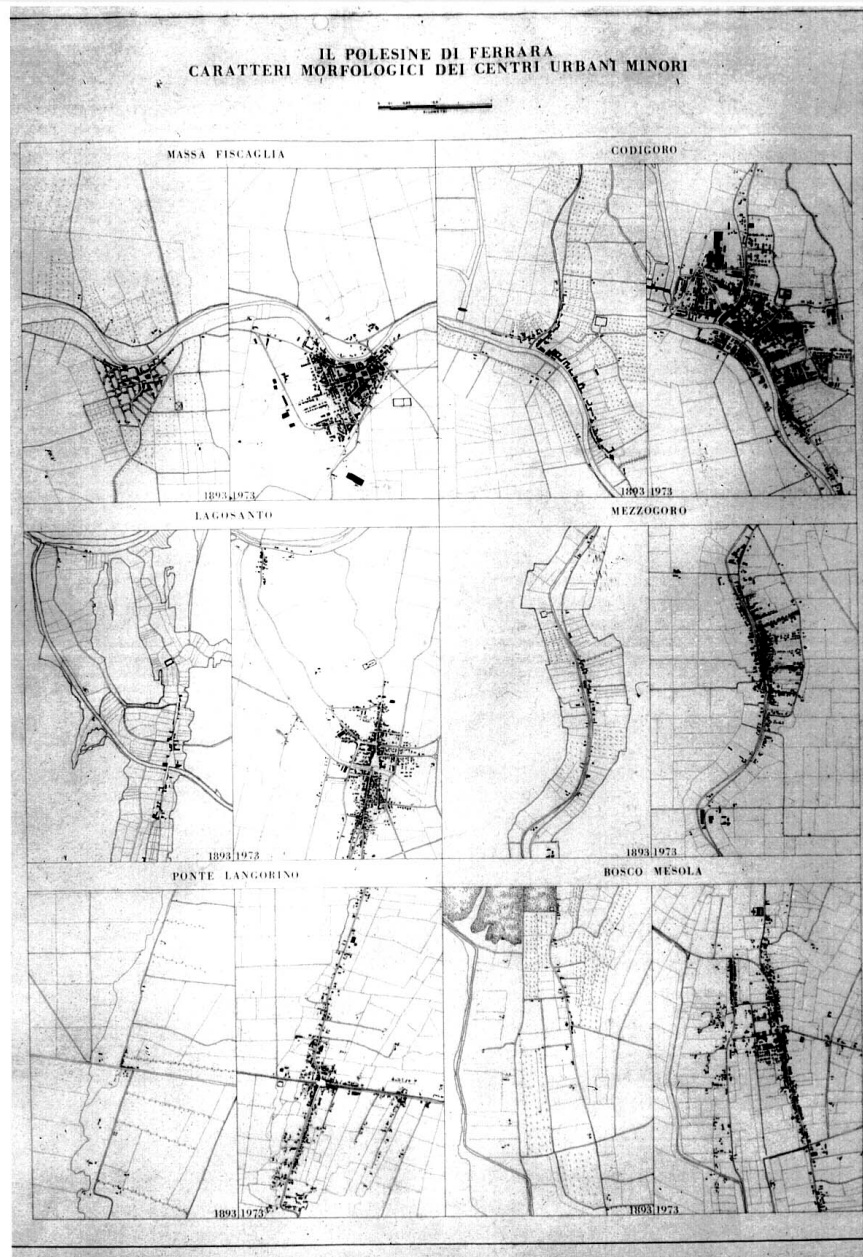 IL POLESINE DI FERRARA
CARATTERI MORFOLOGICI DEI CENTRI URBANI MINORI
MASSA FISCAGLIA
CODIGORO
1893 1973
1893 1973
LAGOSANTO
MEZZOGORO
1893 1973
1893 1973
PONTE LANGORINO
BOSCO MESOLA
1893 1973
1893 1973